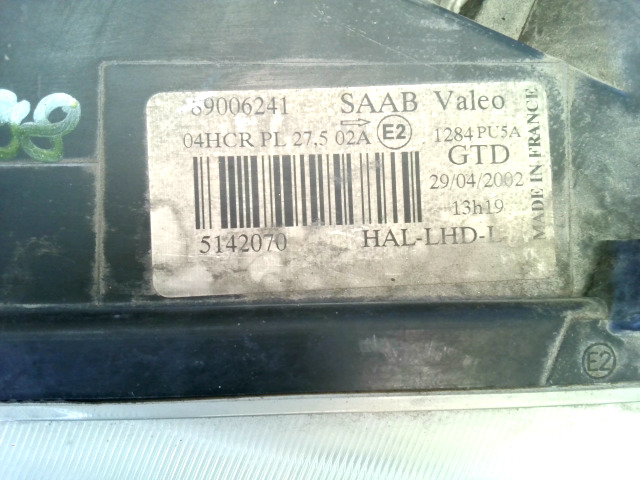 89006241 SAAB Valeo
04HCR PL 27,5 02A E2 1284 PU5A
GTD
29/04/2002
13h19
5142070 HAL-LHD-L
MADE IN FRANCE
E2